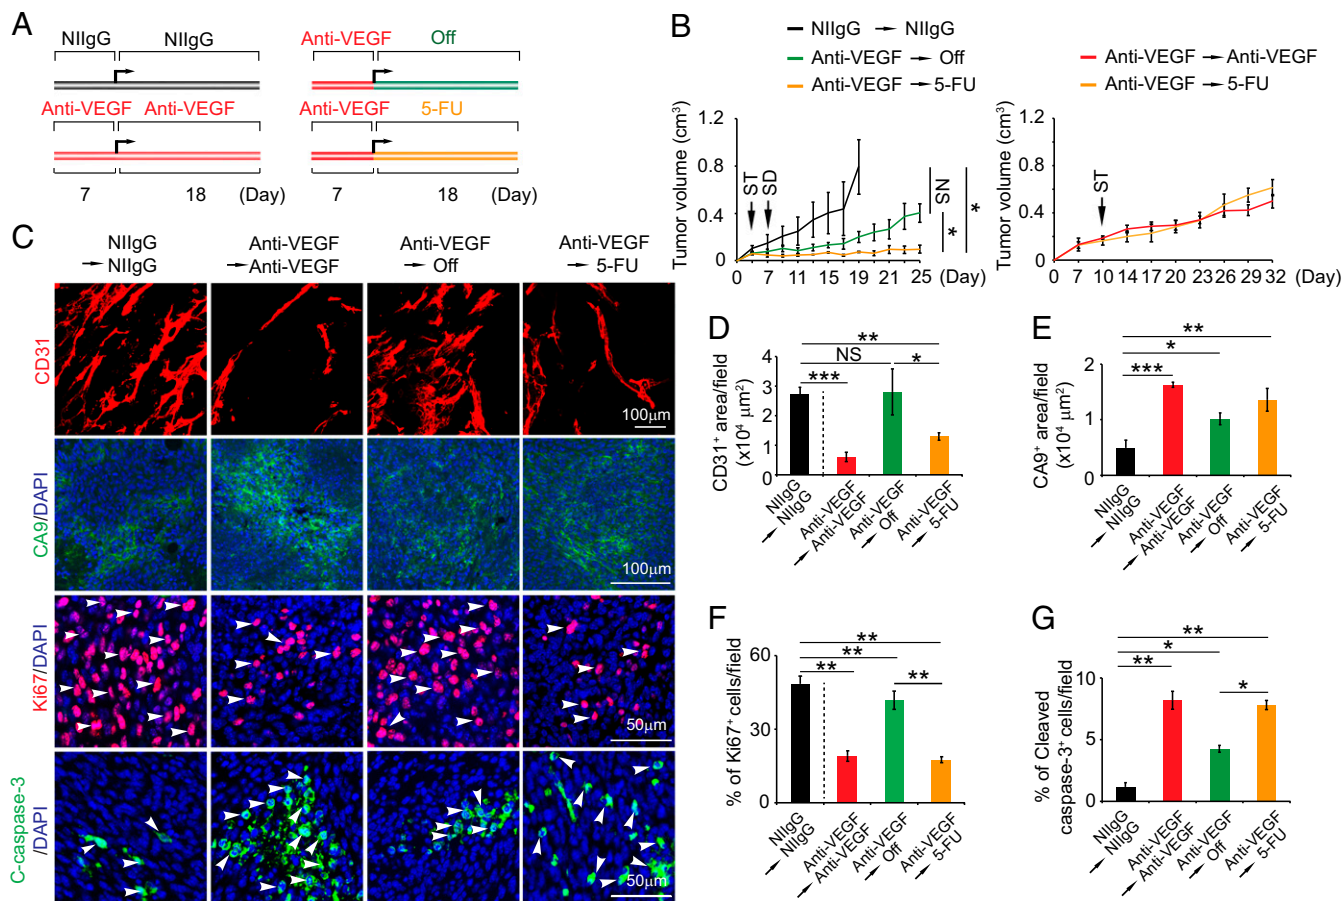 A
NIIgG NIIgG
Anti-VEGF Off
Anti-VEGF Anti-VEGF
Anti-VEGF 5-FU
7 18 (Day)
7 18 (Day)
B
NIIgG NIIgG
Anti-VEGF Off
Anti-VEGF 5-FU
Anti-VEGF Anti-VEGF
Anti-VEGF 5-FU
Tumor volume (cm³)
1.2
0.8
0.4
0
ST
SD
NS
*
*
0 3 7 11 15 19 21 25 (Day)
Tumor volume (cm³)
1.2
0.8
0.4
0
ST
0 7 10 14 17 20 23 26 29 32 (Day)
C
NIIgG
→ NIIgG
Anti-VEGF
→ Anti-VEGF
Anti-VEGF
→ Off
Anti-VEGF
→ 5-FU
CD31
100μm
CA9/DAPI
100μm
Ki67/DAPI
50μm
C-caspase-3
/DAPI
50μm
D
CD31⁺ area/field
(x10⁴ μm²)
4
3
2
1
0
**
NS
*
***
NIIgG
→ NIIgG
Anti-VEGF
→ Anti-VEGF
Anti-VEGF
→ Off
Anti-VEGF
→ 5-FU
E
CA9⁺ area/field
(x10⁴ μm²)
2
1
0
**
*
***
NIIgG
→ NIIgG
Anti-VEGF
→ Anti-VEGF
Anti-VEGF
→ Off
Anti-VEGF
→ 5-FU
F
% of Ki67⁺ cells/field
60
30
0
**
**
**
**
NIIgG
→ NIIgG
Anti-VEGF
→ Anti-VEGF
Anti-VEGF
→ Off
Anti-VEGF
→ 5-FU
G
% of Cleaved
caspase-3⁺ cells/field
10
5
0
**
*
**
*
NIIgG
→ NIIgG
Anti-VEGF
→ Anti-VEGF
Anti-VEGF
→ Off
Anti-VEGF
→ 5-FU